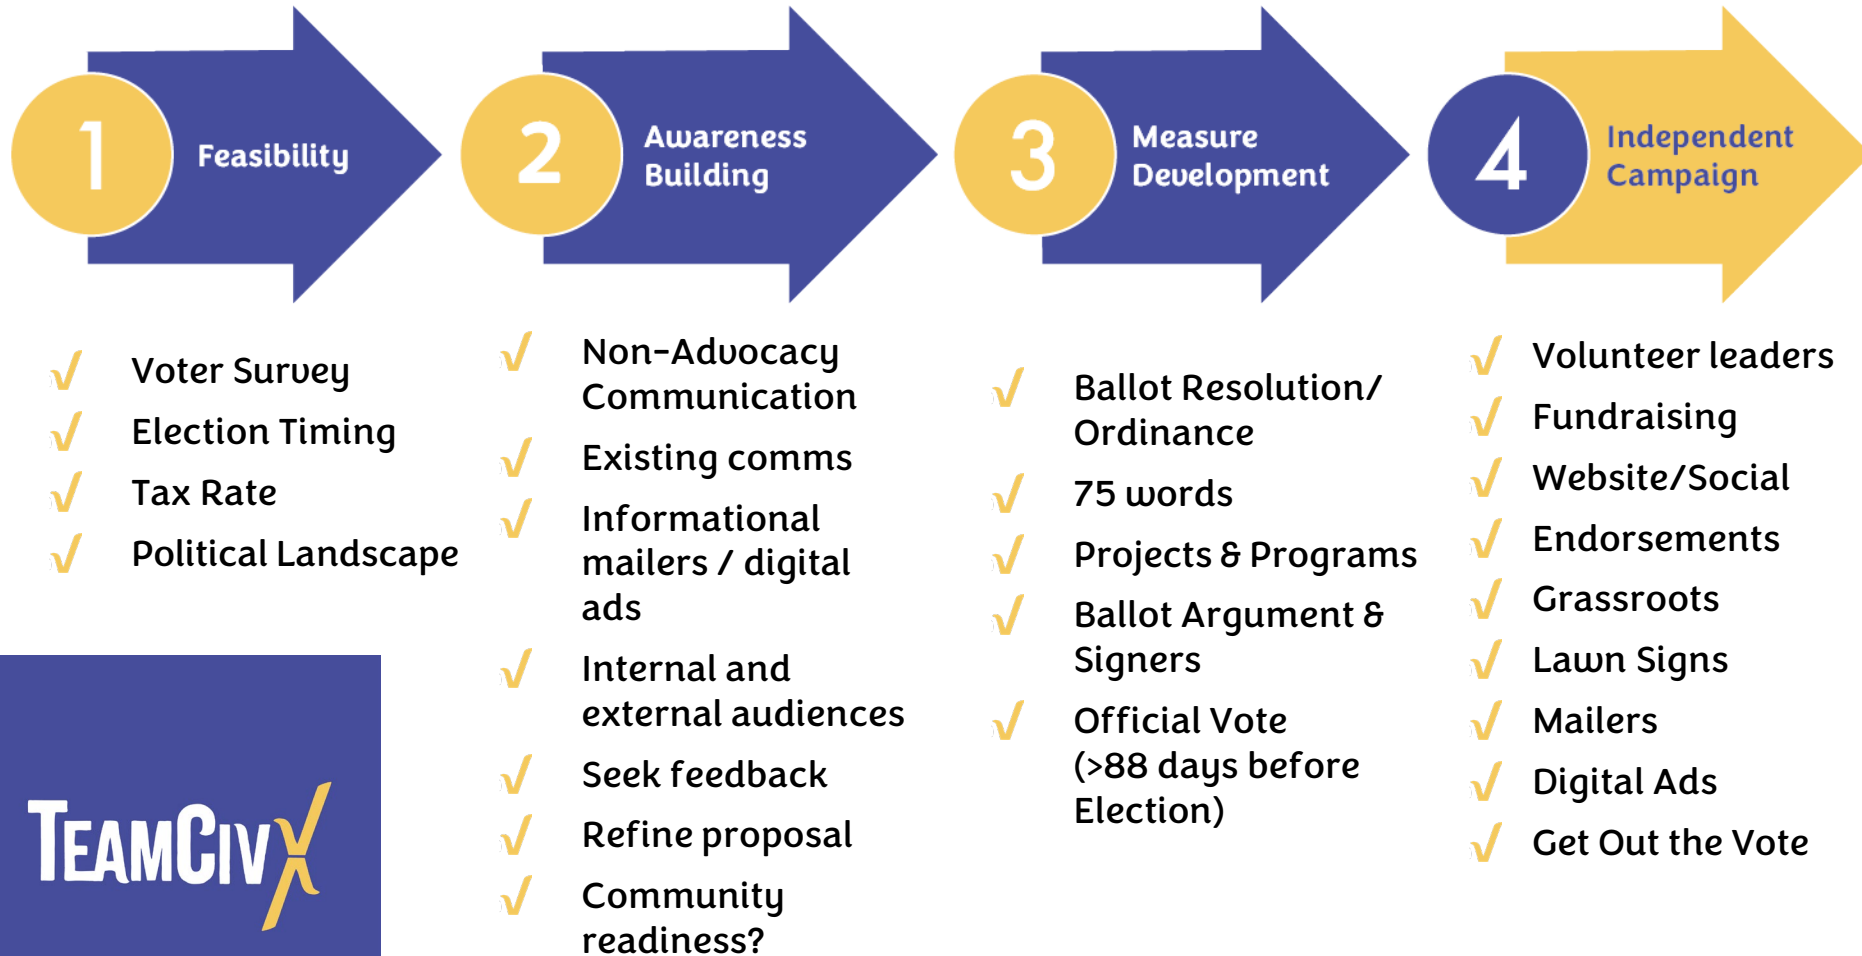 1
Feasibility
√ Voter Survey
√ Election Timing
√ Tax Rate
√ Political Landscape
2
Awareness
Building
√ Non-Advocacy
Communication
√ Existing comms
√ Informational
mailers / digital
ads
√ Internal and
external audiences
√ Seek feedback
√ Refine proposal
√ Community
readiness?
3
Measure
Development
√ Ballot Resolution/
Ordinance
√ 75 words
√ Projects & Programs
√ Ballot Argument &
Signers
√ Official Vote
(>88 days before
Election)
4
Independent
Campaign
√ Volunteer leaders
√ Fundraising
√ Website/Social
√ Endorsements
√ Grassroots
√ Lawn Signs
√ Mailers
√ Digital Ads
√ Get Out the Vote
TEAMCIVX